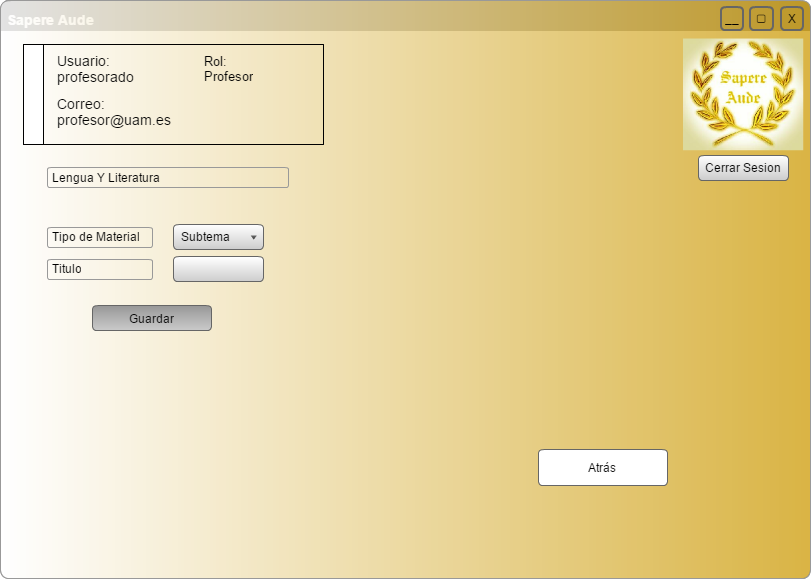 Sapere Aude
__ □ X
Usuario:
profesorado
Rol:
Profesor
Correo:
profesor@uam.es
Sapere
Aude
Cerrar Sesion
Lengua Y Literatura
Tipo de Material
Subtema
Titulo
Guardar
Atrás